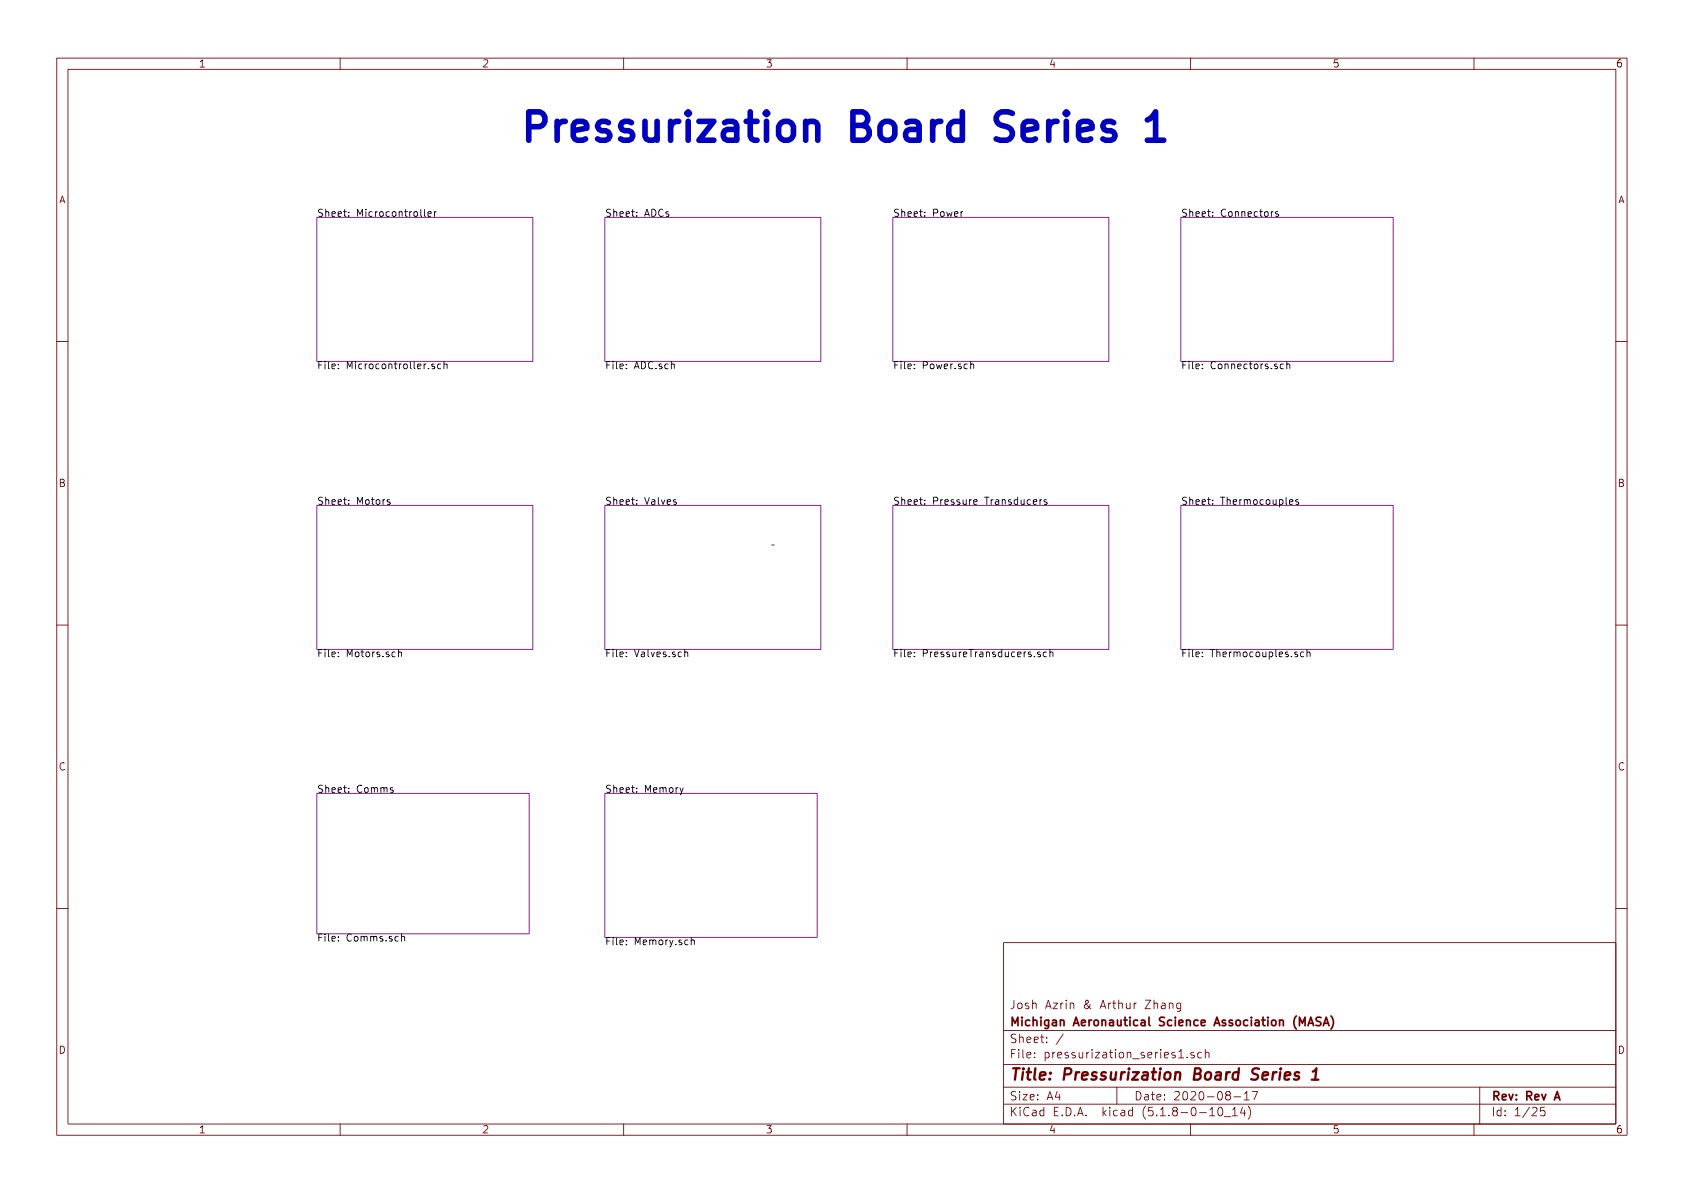 1 2 3 4 5 6
Pressurization Board Series 1
A A
Sheet: Microcontroller Sheet: ADCs Sheet: Power Sheet: Connectors
File: Microcontroller.sch File: ADC.sch File: Power.sch File: Connectors.sch
B B
Sheet: Motors Sheet: Valves Sheet: Pressure Transducers Sheet: Thermocouples
File: Motors.sch File: Valves.sch File: PressureTransducers.sch File: Thermocouples.sch
C C
Sheet: Comms Sheet: Memory
File: Comms.sch File: Memory.sch
Josh Azrin & Arthur Zhang
Michigan Aeronautical Science Association (MASA)
Sheet: /
File: pressurization_series1.sch
D D
Title: Pressurization Board Series 1
Size: A4 Date: 2020-08-17 Rev: Rev A
KiCad E.D.A. kicad (5.1.8-0-10_14) Id: 1/25
1 2 3 4 5 6